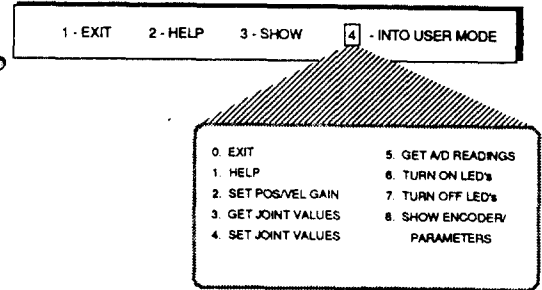 1 - EXIT 2 - HELP 3 - SHOW 4 - INTO USER MODE
0. EXIT
1. HELP
2. SET POS/VEL GAIN
3. GET JOINT VALUES
4. SET JOINT VALUES
5. GET A/D READINGS
6. TURN ON LED's
7. TURN OFF LED's
8. SHOW ENCODER/
PARAMETERS